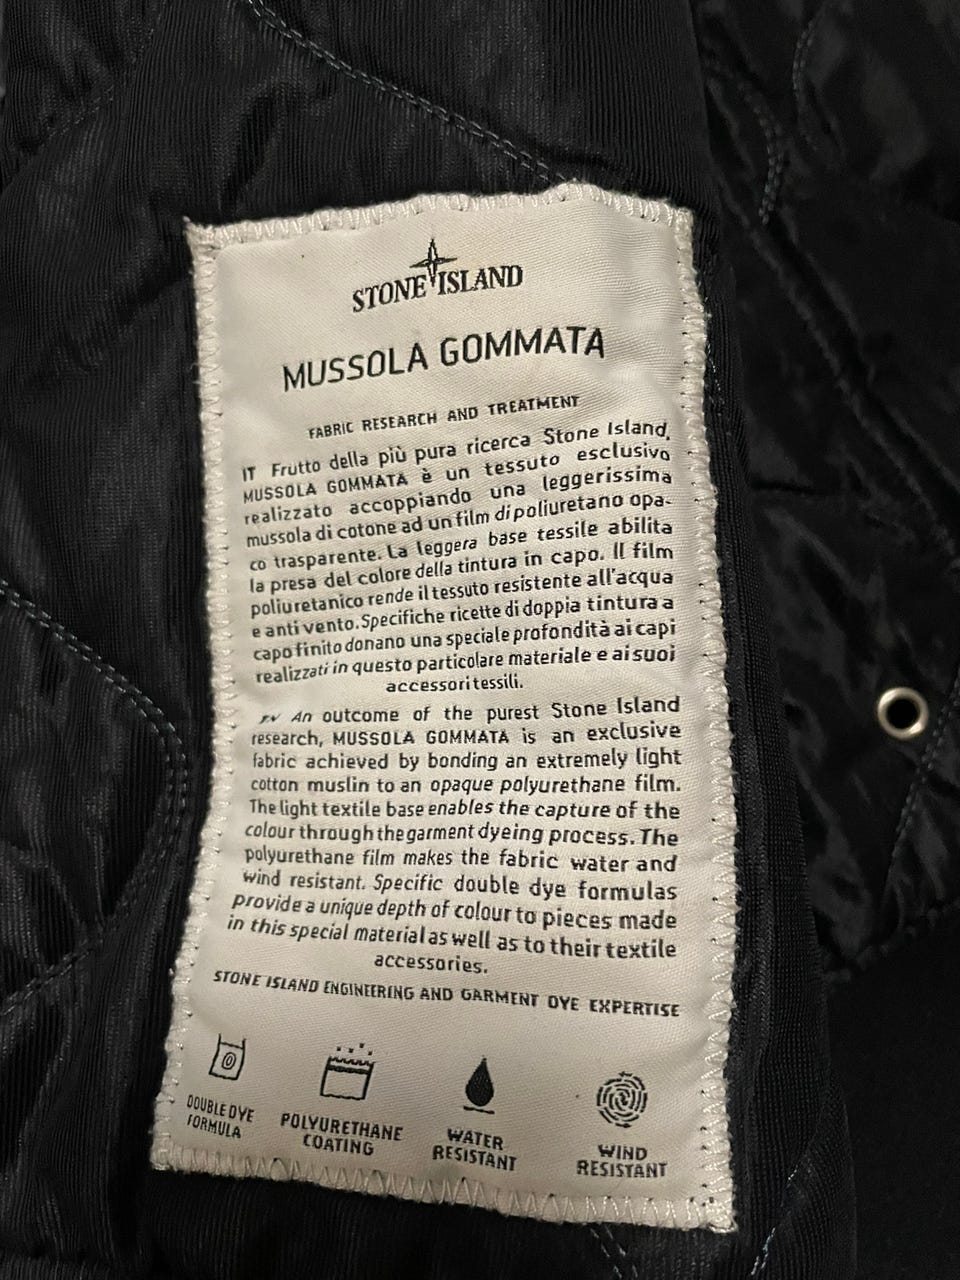 STONE ISLAND
MUSSOLA GOMMATA
FABRIC RESEARCH AND TREATMENT
IT Frutto della più pura ricerca Stone Island,
MUSSOLA GOMMATA è un tessuto esclusivo
realizzato accoppiando una leggerissima
mussola di cotone ad un film di poliuretano opa-
co trasparente. La leggera base tessile abilita
la presa del colore della tintura in capo. Il film
poliuretanico rende il tessuto resistente all'acqua
e anti vento. Specifiche ricette di doppia tintura a
capo finito donano una speciale profondità ai capi
realizzati in questo particolare materiale e ai suoi
accessori tessili.
EN An outcome of the purest Stone Island
research, MUSSOLA GOMMATA is an exclusive
fabric achieved by bonding an extremely light
cotton muslin to an opaque polyurethane film.
The light textile base enables the capture of the
colour through the garment dyeing process. The
polyurethane film makes the fabric water and
wind resistant. Specific double dye formulas
provide a unique depth of colour to pieces made
in this special material as well as to their textile
accessories.
STONE ISLAND ENGINEERING AND GARMENT DYE EXPERTISE
DOUBLE DYE
FORMULA
POLYURETHANE
COATING
WATER
RESISTANT
WIND
RESISTANT